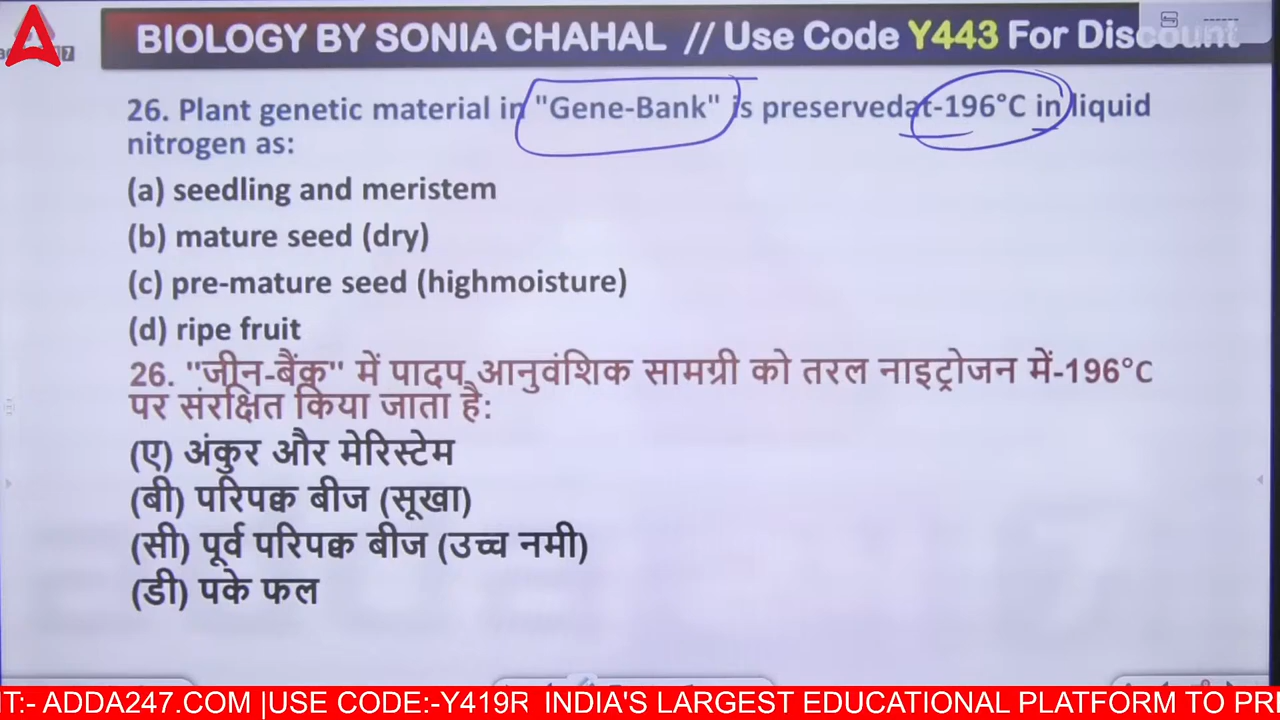 BIOLOGY BY SONIA CHAHAL // Use Code Y443 For Discount
26. Plant genetic material in "Gene-Bank" is preservedat-196°C in liquid
nitrogen as:
(a) seedling and meristem
(b) mature seed (dry)
(c) pre-mature seed (highmoisture)
(d) ripe fruit
26. "जीन-बैंक" में पादप आनुवंशिक सामग्री को तरल नाइट्रोजन में-196°C
पर संरक्षित किया जाता है:
(ए) अंकुर और मेरिस्टेम
(बी) परिपक्व बीज (सूखा)
(सी) पूर्व परिपक्व बीज (उच्च नमी)
(डी) पके फल
IT:- ADDA247.COM |USE CODE:-Y419R INDIA'S LARGEST EDUCATIONAL PLATFORM TO PRE